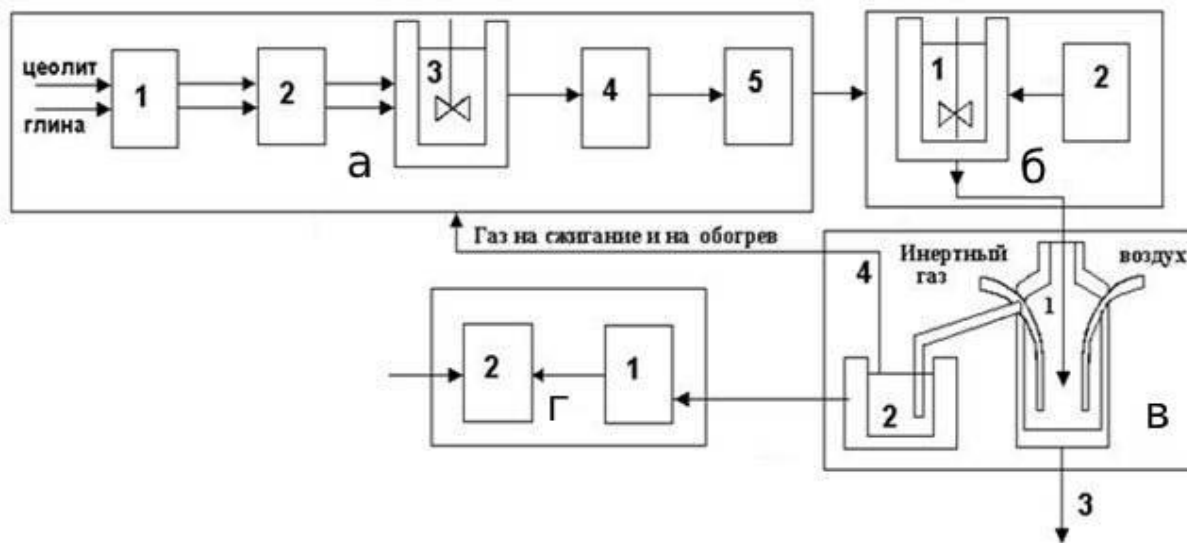 цеолит
глина
1
2
3
4
5
а
1
2
б
Газ на сжигание и на обогрев
4
Инертный
газ
воздух
1
2
в
3
2
1
г